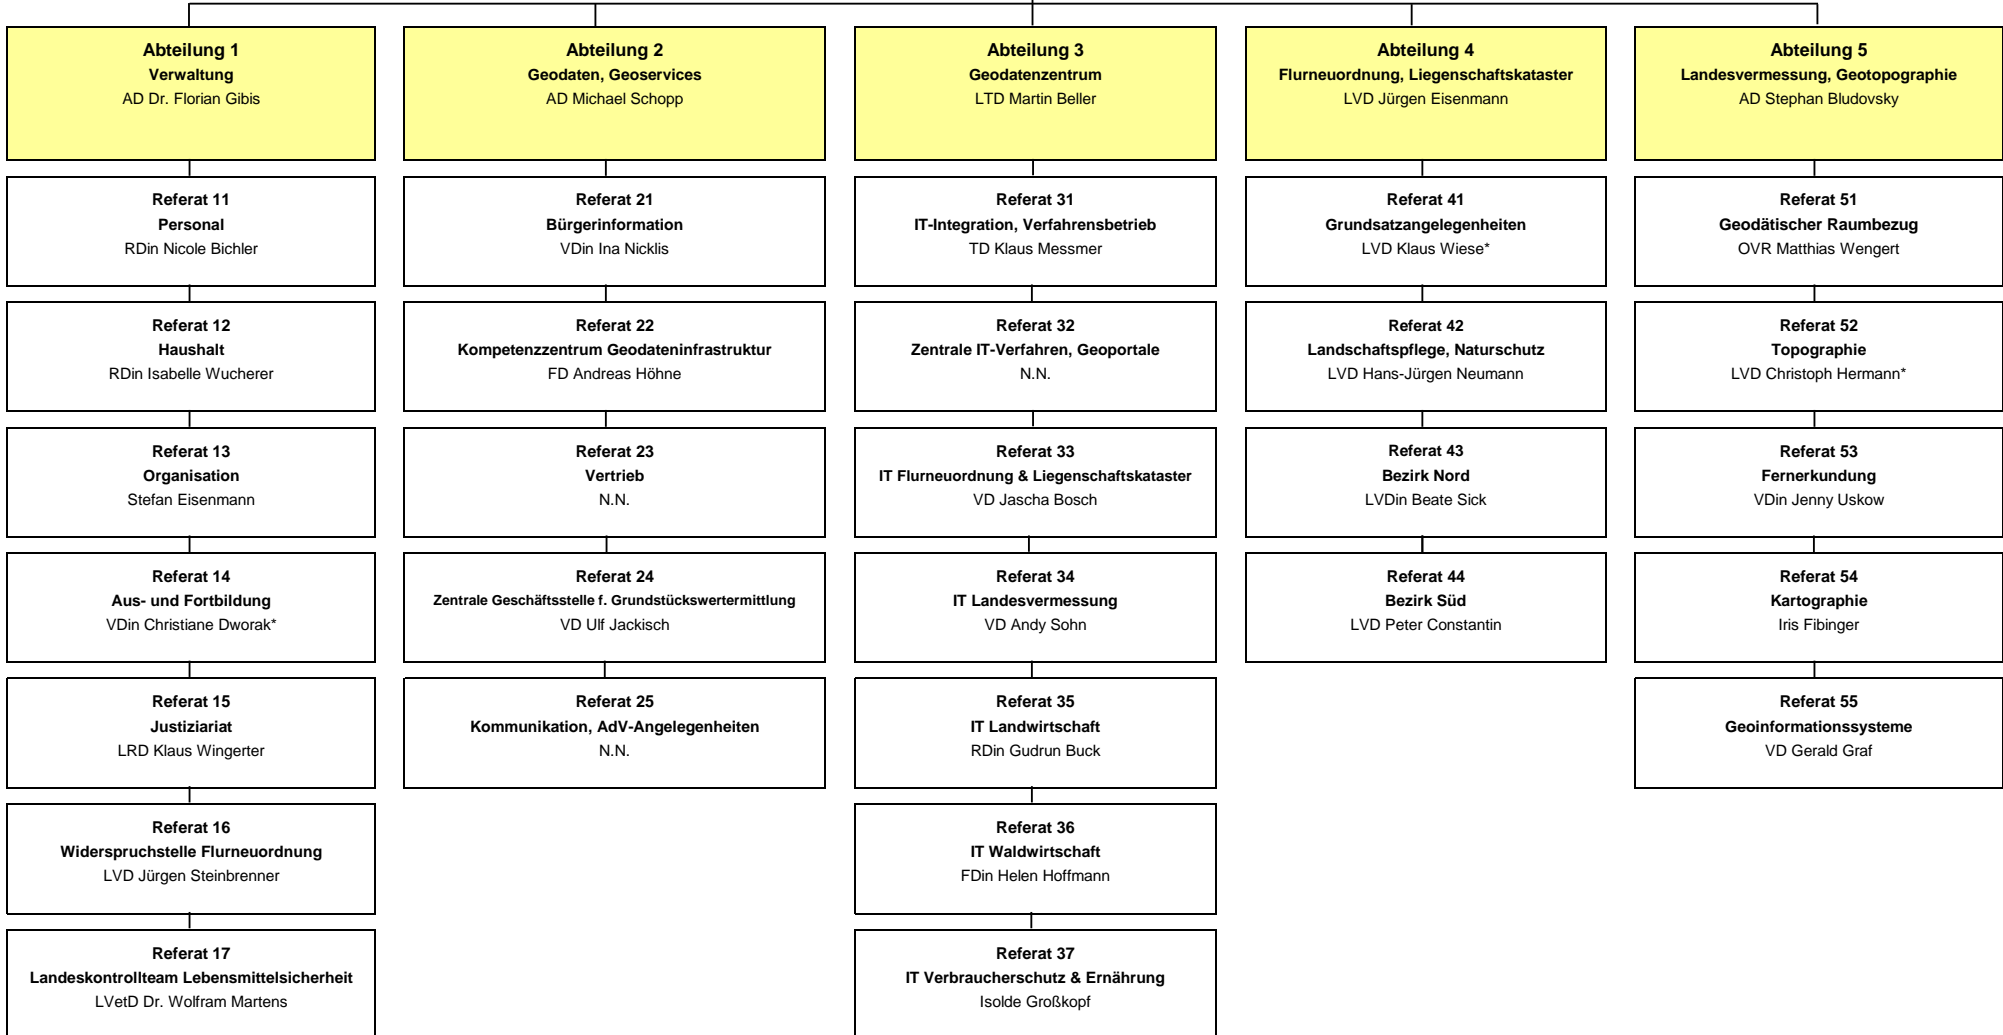 Abteilung 1
Verwaltung
AD Dr. Florian Gibis
Referat 11
Personal
RDin Nicole Bichler
Referat 12
Haushalt
RDin Isabelle Wucherer
Referat 13
Organisation
Stefan Eisenmann
Referat 14
Aus- und Fortbildung
VDin Christiane Dworak*
Referat 15
Justiziariat
LRD Klaus Wingerter
Referat 16
Widerspruchstelle Flurneuordnung
LVD Jürgen Steinbrenner
Referat 17
Landeskontrollteam Lebensmittelsicherheit
LVetD Dr. Wolfram Martens
Abteilung 2
Geodaten, Geoservices
AD Michael Schopp
Referat 21
Bürgerinformation
VDin Ina Nicklis
Referat 22
Kompetenzzentrum Geodateninfrastruktur
FD Andreas Höhne
Referat 23
Vertrieb
N.N.
Referat 24
Zentrale Geschäftsstelle f. Grundstückswertermittlung
VD Ulf Jackisch
Referat 25
Kommunikation, AdV-Angelegenheiten
N.N.
Abteilung 3
Geodatenzentrum
LTD Martin Beller
Referat 31
IT-Integration, Verfahrensbetrieb
TD Klaus Messmer
Referat 32
Zentrale IT-Verfahren, Geoportale
N.N.
Referat 33
IT Flurneuordnung & Liegenschaftskataster
VD Jascha Bosch
Referat 34
IT Landesvermessung
VD Andy Sohn
Referat 35
IT Landwirtschaft
RDin Gudrun Buck
Referat 36
IT Waldwirtschaft
FDin Helen Hoffmann
Referat 37
IT Verbraucherschutz & Ernährung
Isolde Großkopf
Abteilung 4
Flurneuordnung, Liegenschaftskataster
LVD Jürgen Eisenmann
Referat 41
Grundsatzangelegenheiten
LVD Klaus Wiese*
Referat 42
Landschaftspflege, Naturschutz
LVD Hans-Jürgen Neumann
Referat 43
Bezirk Nord
LVDin Beate Sick
Referat 44
Bezirk Süd
LVD Peter Constantin
Abteilung 5
Landesvermessung, Geotopographie
AD Stephan Bludovsky
Referat 51
Geodätischer Raumbezug
OVR Matthias Wengert
Referat 52
Topographie
LVD Christoph Hermann*
Referat 53
Fernerkundung
VDin Jenny Uskow
Referat 54
Kartographie
Iris Fibinger
Referat 55
Geoinformationssysteme
VD Gerald Graf